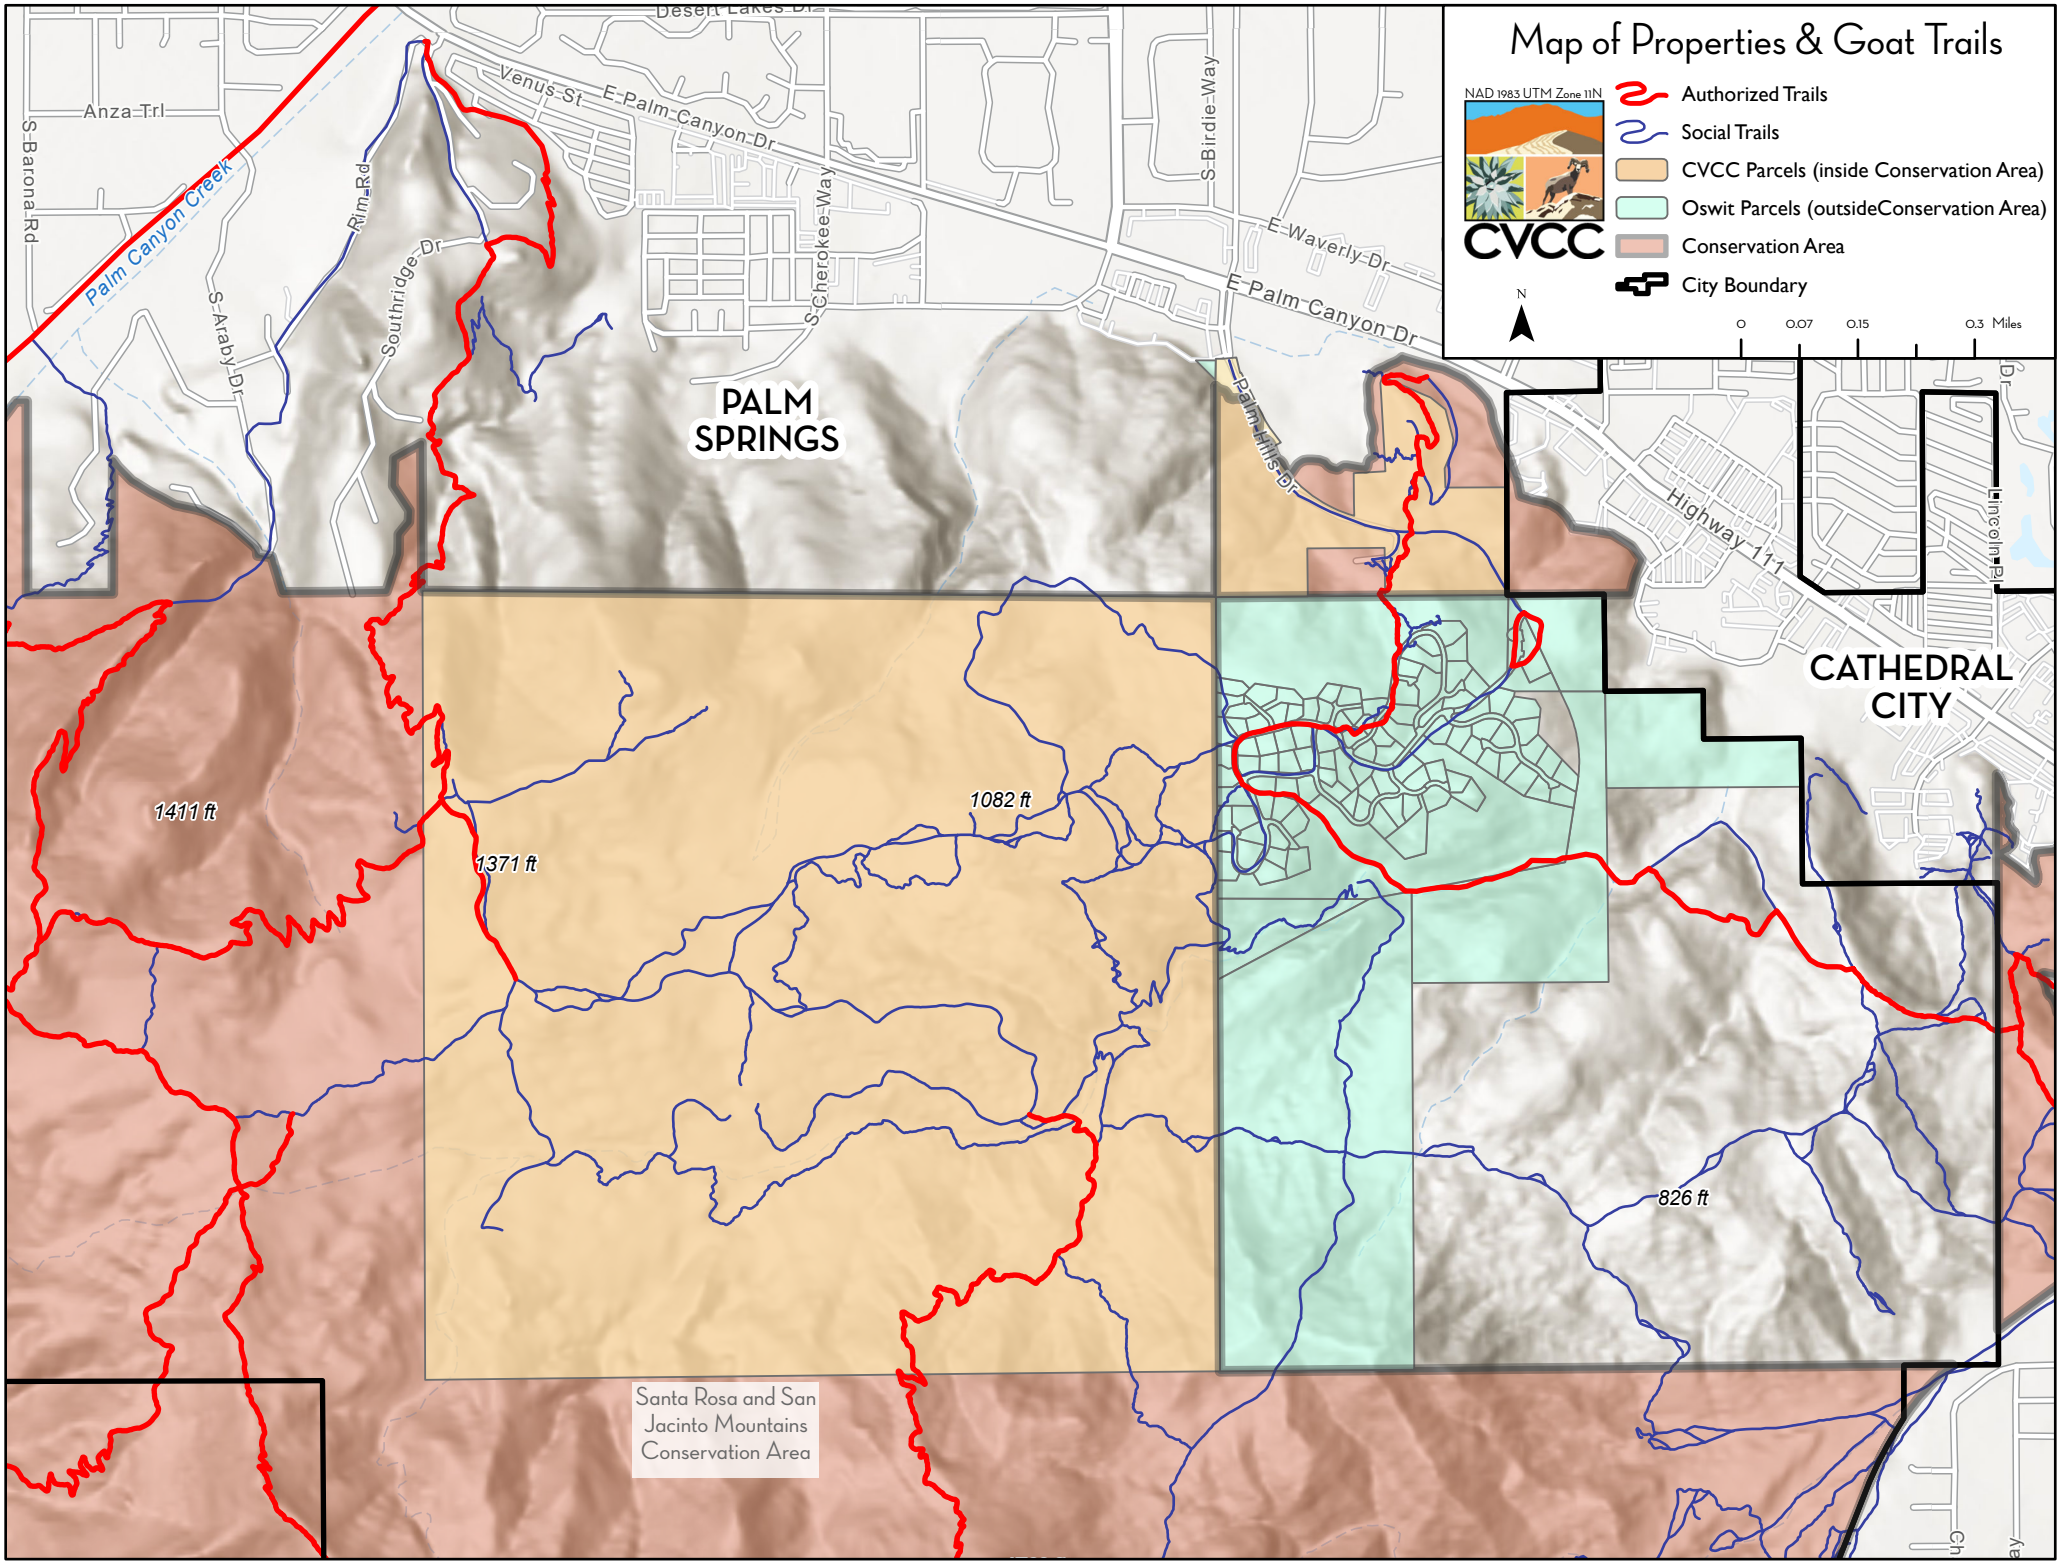 Map of Properties & Goat Trails
NAD 1983 UTM Zone 11N
CVCC
N
Authorized Trails
Social Trails
CVCC Parcels (inside Conservation Area)
Oswit Parcels (outsideConservation Area)
Conservation Area
City Boundary
0 0.07 0.15 0.3 Miles
Desert Lakes Dr
Anza Trl
S Barona Rd
Palm Canyon Creek
Rim Rd
Venus St
E Palm Canyon Dr
S Birdie Way
S Cherokee Way
E Waverly Dr
E Palm Canyon Dr
S Araby Dr
Southridge Dr
Palm Hills Dr
Dr
PALM
SPRINGS
Highway 111
Lincoln Pl
CATHEDRAL
CITY
1411 ft
1082 ft
1371 ft
826 ft
Santa Rosa and San
Jacinto Mountains
Conservation Area
Ch
ay